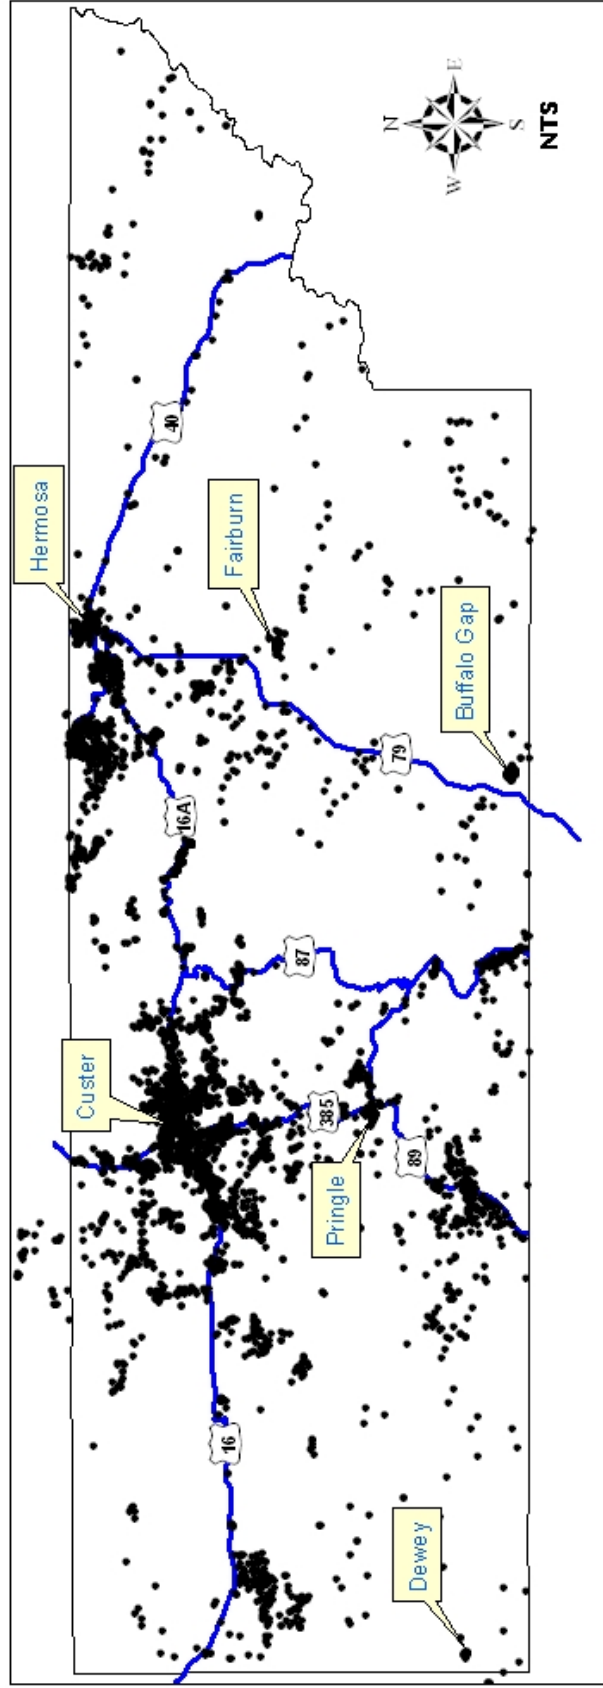 Hermosa
Custer
40
Fairburn
16A
16
87
385
Pringle
79
Buffalo Gap
89
Dewey
N
W
E
S
NTS